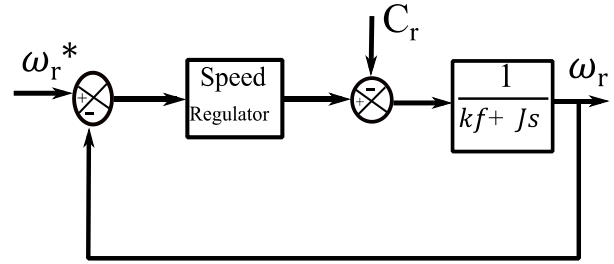 ωr*
+
-
Speed
Regulator
Cr
-
+
1
kf+ Js
ωr